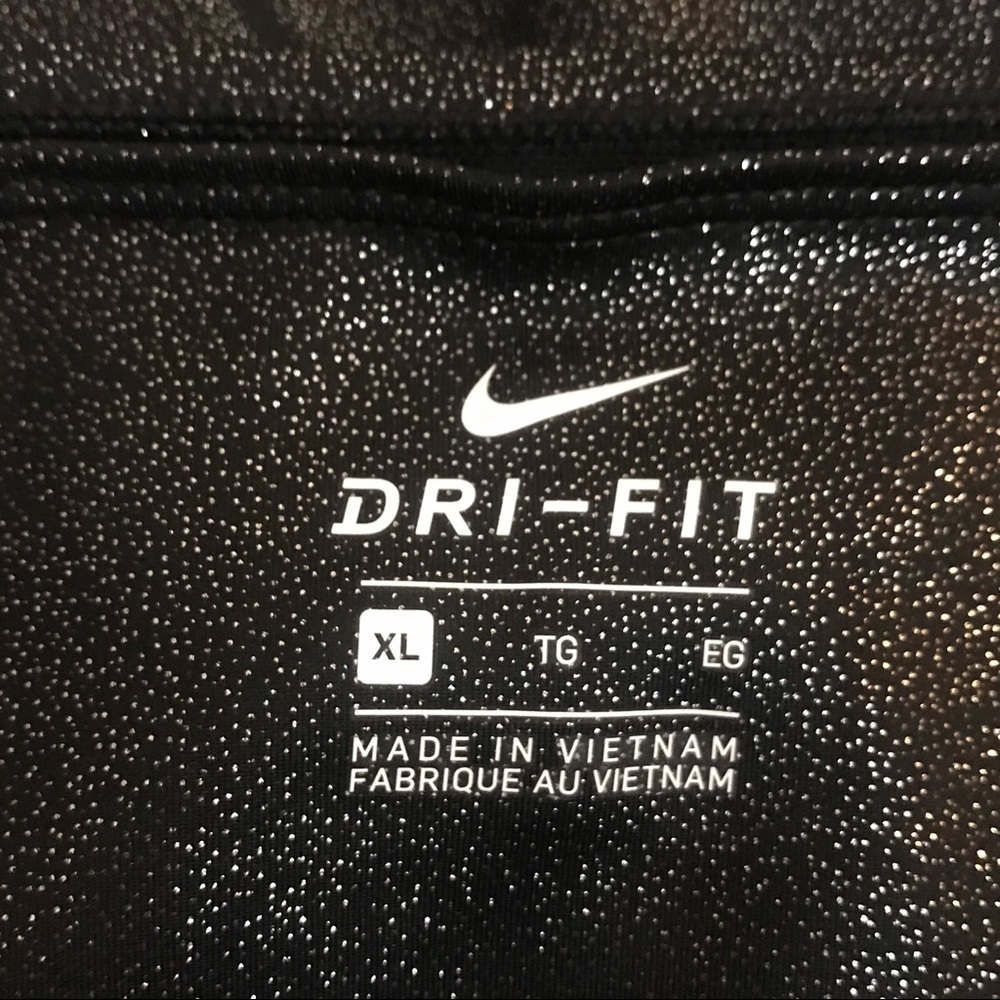 DRI-FIT
XL TG EG
MADE IN VIETNAM
FABRIQUE AU VIETNAM